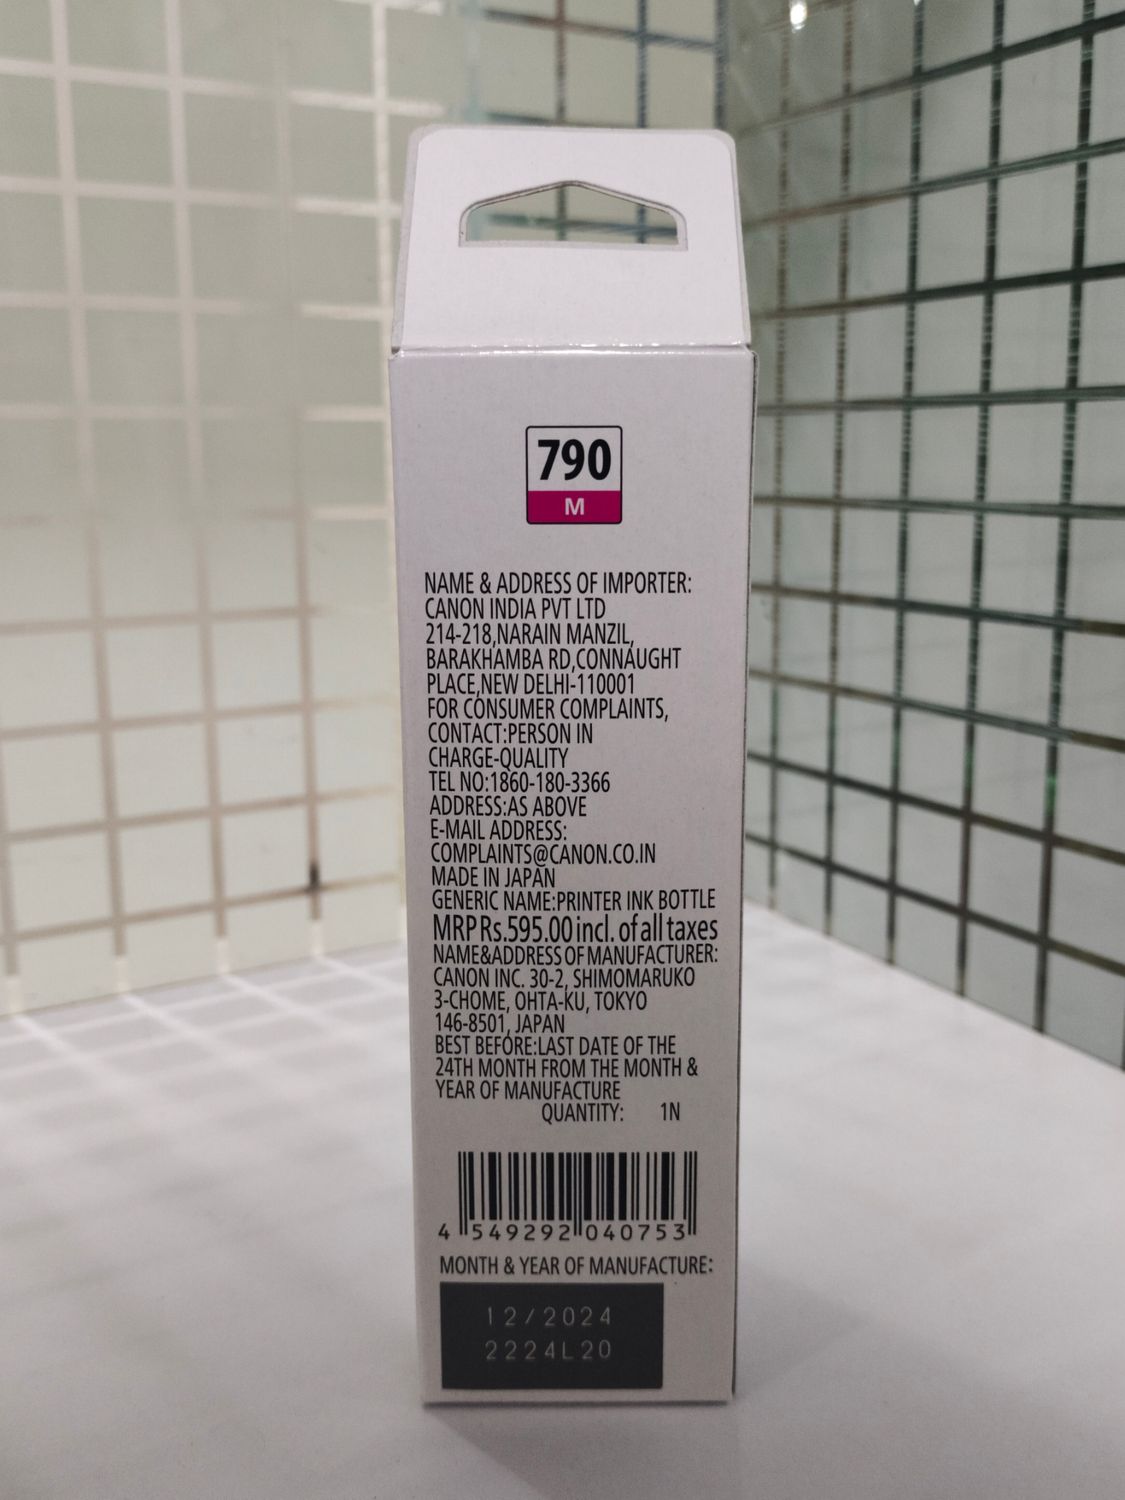 790
M
NAME & ADDRESS OF IMPORTER:
CANON INDIA PVT LTD
214-218,NARAIN MANZIL,
BARAKHAMBA RD,CONNAUGHT
PLACE,NEW DELHI-110001
FOR CONSUMER COMPLAINTS,
CONTACT:PERSON IN
CHARGE-QUALITY
TEL NO:1860-180-3366
ADDRESS:AS ABOVE
E-MAIL ADDRESS:
COMPLAINTS@CANON.CO.IN
MADE IN JAPAN
GENERIC NAME:PRINTER INK BOTTLE
MRP Rs.595.00 incl. of all taxes
NAME&ADDRESS OF MANUFACTURER:
CANON INC. 30-2, SHIMOMARUKO
3-CHOME, OHTA-KU, TOKYO
146-8501, JAPAN
BEST BEFORE:LAST DATE OF THE
24TH MONTH FROM THE MONTH &
YEAR OF MANUFACTURE
QUANTITY: 1N
4 549292 040753
MONTH & YEAR OF MANUFACTURE:
12/2024
2224L20